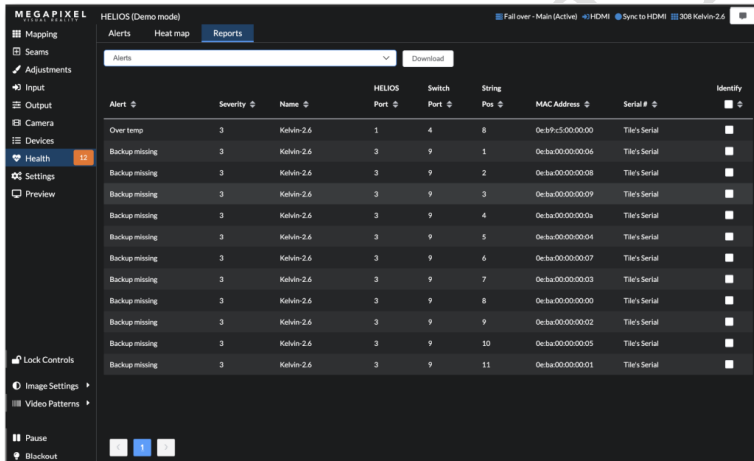 MEGAPIXEL
VISUAL REALITY
HELIOS (Demo mode)
Fail over - Main (Active) HDMI Sync to HDMI 308 Kelvin-2.6
Mapping
Seams
Adjustments
Input
Output
Camera
Devices
Health 12
Settings
Preview
Lock Controls
Image Settings
Video Patterns
Pause
Blackout
Alerts Heat map Reports
Alerts Download
HELIOS Switch String Identify
Alert Severity Name Port Port Pos MAC Address Serial #
Over temp 3 Kelvin-2.6 1 4 8 0e:b9:c5:00:00:00 Tile's Serial
Backup missing 3 Kelvin-2.6 3 9 1 0e:ba:00:00:00:06 Tile's Serial
Backup missing 3 Kelvin-2.6 3 9 2 0e:ba:00:00:00:08 Tile's Serial
Backup missing 3 Kelvin-2.6 3 9 3 0e:ba:00:00:00:09 Tile's Serial
Backup missing 3 Kelvin-2.6 3 9 4 0e:ba:00:00:00:0a Tile's Serial
Backup missing 3 Kelvin-2.6 3 9 5 0e:ba:00:00:00:04 Tile's Serial
Backup missing 3 Kelvin-2.6 3 9 6 0e:ba:00:00:00:07 Tile's Serial
Backup missing 3 Kelvin-2.6 3 9 7 0e:ba:00:00:00:03 Tile's Serial
Backup missing 3 Kelvin-2.6 3 9 8 0e:ba:00:00:00:00 Tile's Serial
Backup missing 3 Kelvin-2.6 3 9 9 0e:ba:00:00:00:02 Tile's Serial
Backup missing 3 Kelvin-2.6 3 9 10 0e:ba:00:00:00:05 Tile's Serial
Backup missing 3 Kelvin-2.6 3 9 11 0e:ba:00:00:00:01 Tile's Serial
1